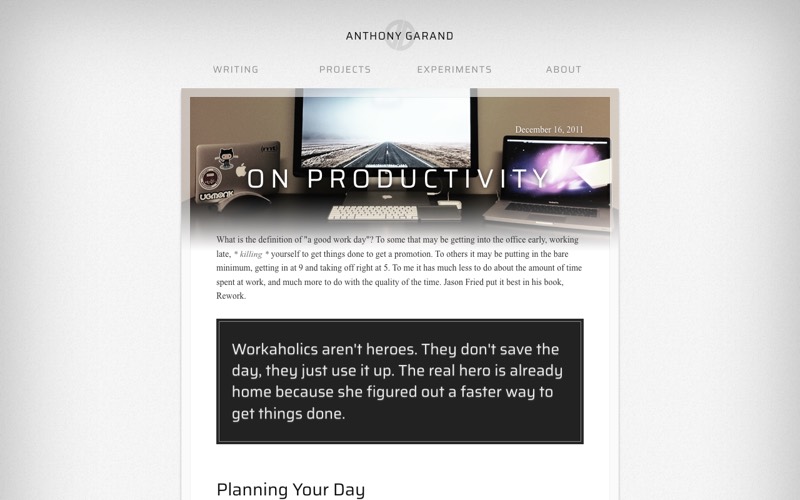 ANTHONY GARAND
WRITING PROJECTS EXPERIMENTS ABOUT
December 16, 2011
UGMONK
ON PRODUCTIVITY
What is the definition of "a good work day"? To some that may be getting into the office early, working
late, * killing * yourself to get things done to get a promotion. To others it may be putting in the bare
minimum, getting in at 9 and taking off right at 5. To me it has much less to do about the amount of time
spent at work, and much more to do with the quality of the time. Jason Fried put it best in his book,
Rework.
Workaholics aren't heroes. They don't save the
day, they just use it up. The real hero is already
home because she figured out a faster way to
get things done.
Planning Your Day